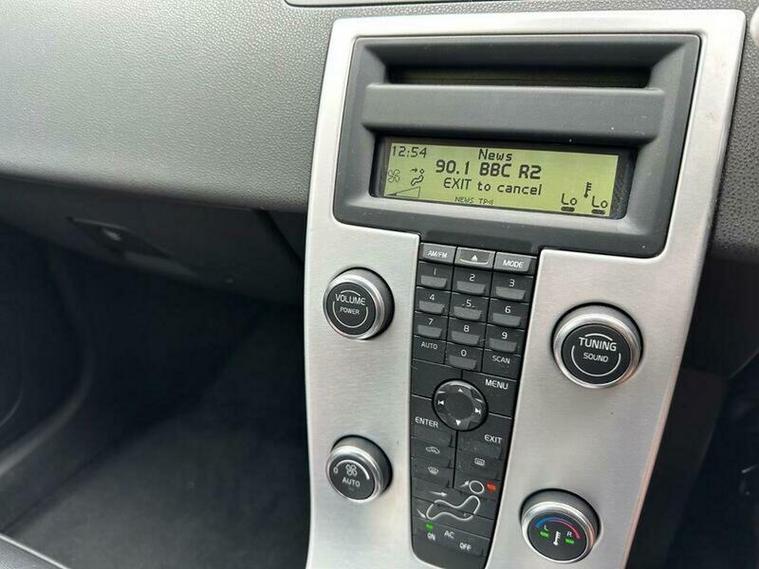 12:54
News
90.1 BBC R2
EXIT to cancel
Lo Lo
AM/FM MODE
1 2 3
4 5 6
7 8 9
AUTO 0 SCAN
VOLUME
POWER
TUNING
SOUND
MENU
ENTER EXIT
0 AUTO
AC
ON OFF
L R